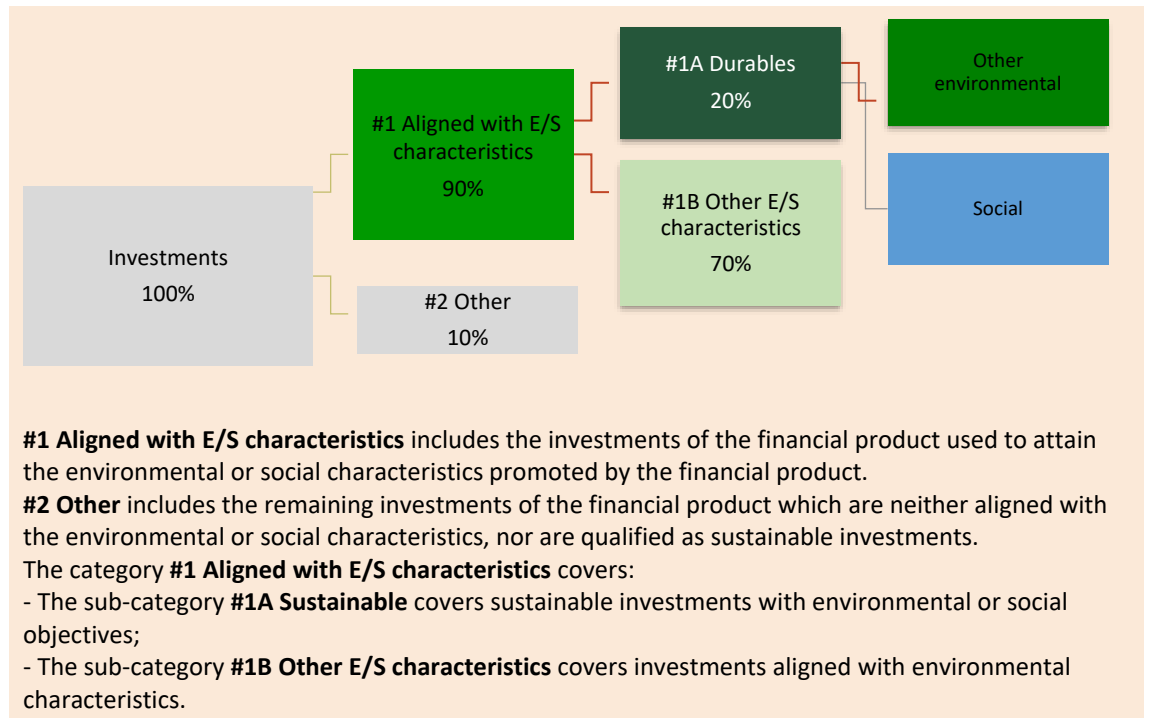 Investments
100%
#1 Aligned with E/S
characteristics
90%
#2 Other
10%
#1A Durables
20%
#1B Other E/S
characteristics
70%
Other
environmental
Social
#1 Aligned with E/S characteristics includes the investments of the financial product used to attain
the environmental or social characteristics promoted by the financial product.
#2 Other includes the remaining investments of the financial product which are neither aligned with
the environmental or social characteristics, nor are qualified as sustainable investments.
The category #1 Aligned with E/S characteristics covers:
- The sub-category #1A Sustainable covers sustainable investments with environmental or social
objectives;
- The sub-category #1B Other E/S characteristics covers investments aligned with environmental
characteristics.